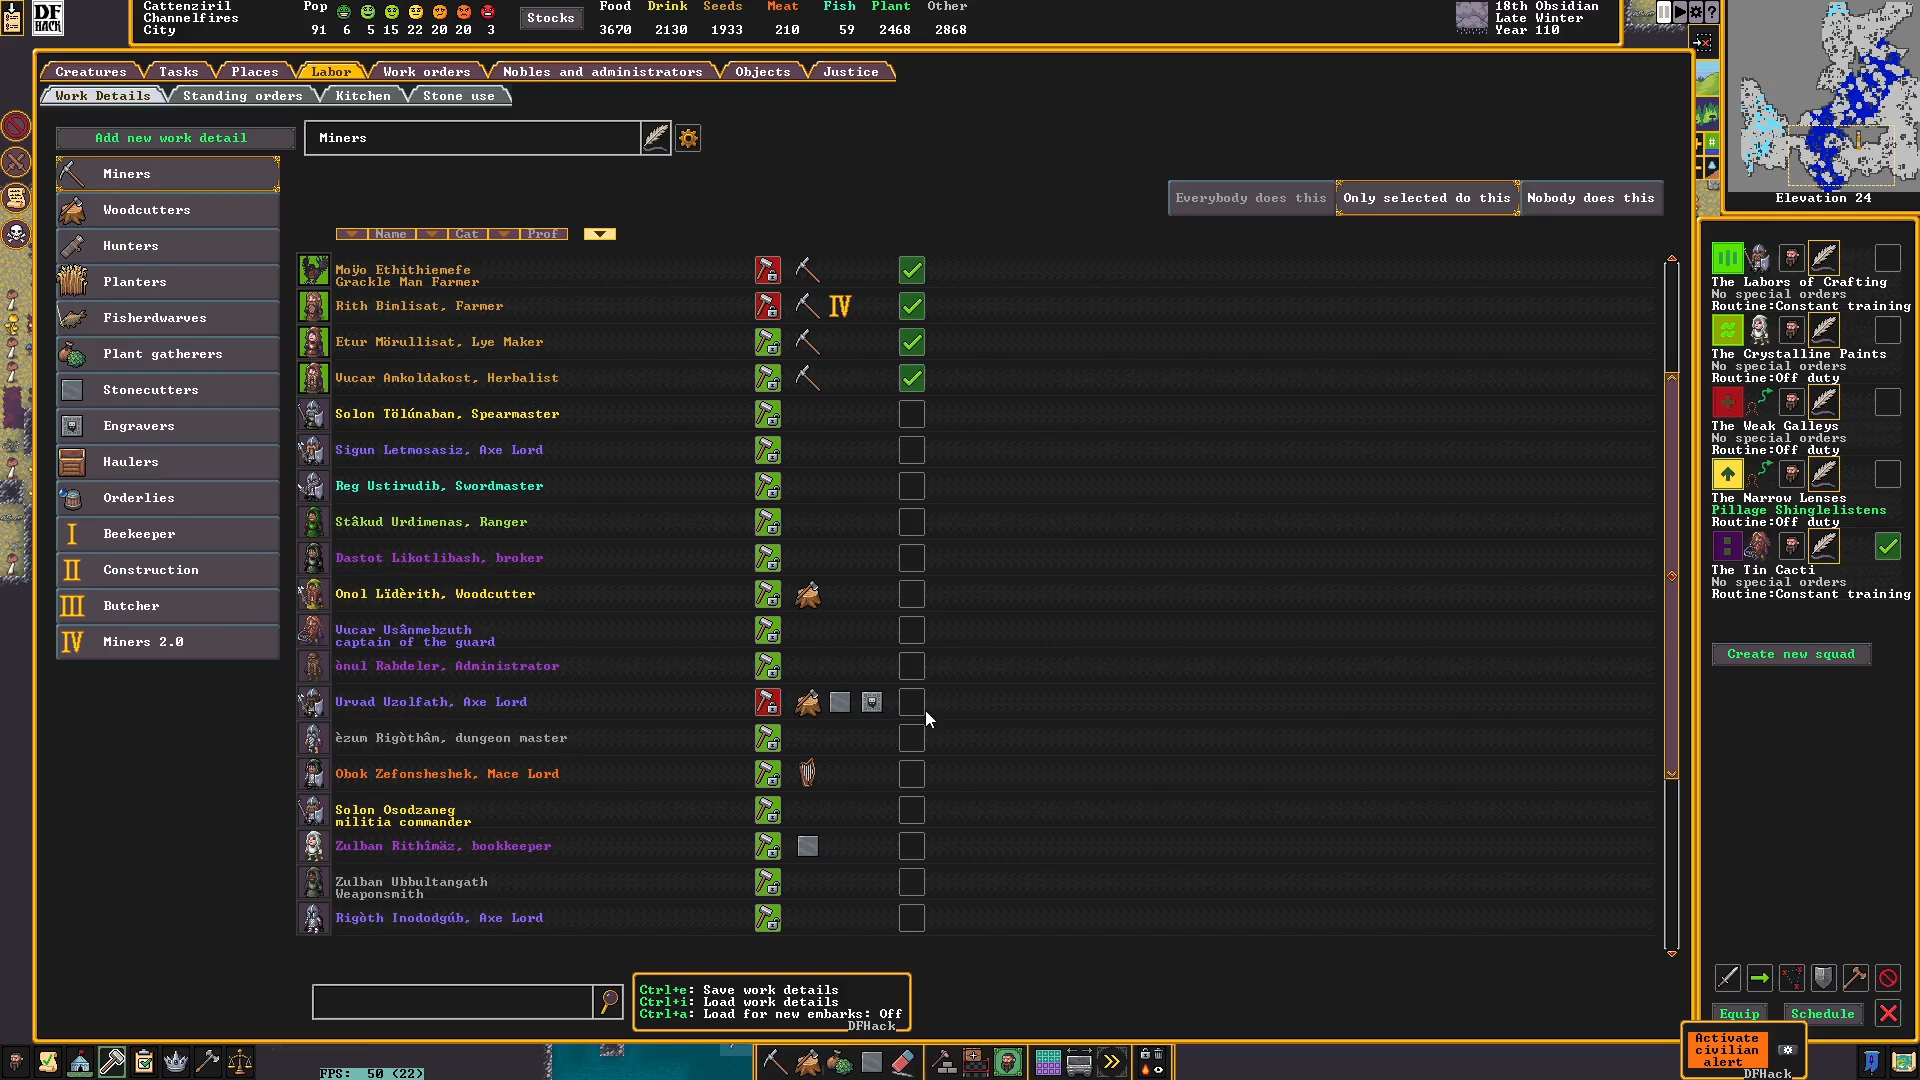 DF
HACK
Cattenziril
Channelfires
City
Pop
91 6 5 15 22 20 20 3
Stocks
Food Drink Seeds Meat Fish Plant Other
3670 2130 1933 210 59 2468 2868
18th Obsidian
Late Winter
Year 110
Elevation 24
Creatures Tasks Places Labor Work orders Nobles and administrators Objects Justice
Work Details Standing orders Kitchen Stone use
Add new work detail
Miners
Woodcutters
Hunters
Planters
Fisherdwarves
Plant gatherers
Stonecutters
Engravers
Haulers
Orderlies
I Beekeeper
II Construction
III Butcher
IV Miners 2.0
Miners
Everybody does this Only selected do this Nobody does this
Name Cat Prof
Moÿo Ethithiemefe
Grackle Man Farmer
Rith Bimlisat, Farmer
IV
Etur Mörullisat, Lye Maker
Vucar Amkoldakost, Herbalist
Solon Tölúnaban, Spearmaster
Sigun Letmosasiz, Axe Lord
Reg Ustirudib, Swordmaster
Stâkud Urdimenas, Ranger
Dastot Likotlibash, broker
Onol Lïdèrith, Woodcutter
Vucar Usânmebzuth
captain of the guard
ònul Rabdeler, Administrator
Urvad Uzolfath, Axe Lord
èzum Rigòthâm, dungeon master
Obok Zefonsheshek, Mace Lord
Solon Osodzaneg
militia commander
Zulban Rithîmäz, bookkeeper
Zulban Ubbultangath
Weaponsmith
Rigòth Inododgúb, Axe Lord
Ctrl+e: Save work details
Ctrl+i: Load work details
Ctrl+a: Load for new embarks: Off
DFHack
The Labors of Crafting
No special orders
Routine:Constant training
The Crystalline Paints
No special orders
Routine:Off duty
The Weak Galleys
No special orders
Routine:Off duty
The Narrow Lenses
Pillage Shinglelistens
Routine:Off duty
The Tin Cacti
No special orders
Routine:Constant training
Create new squad
Equip Schedule
Activate
civilian
alert
DFHack
FPS: 50 (22)